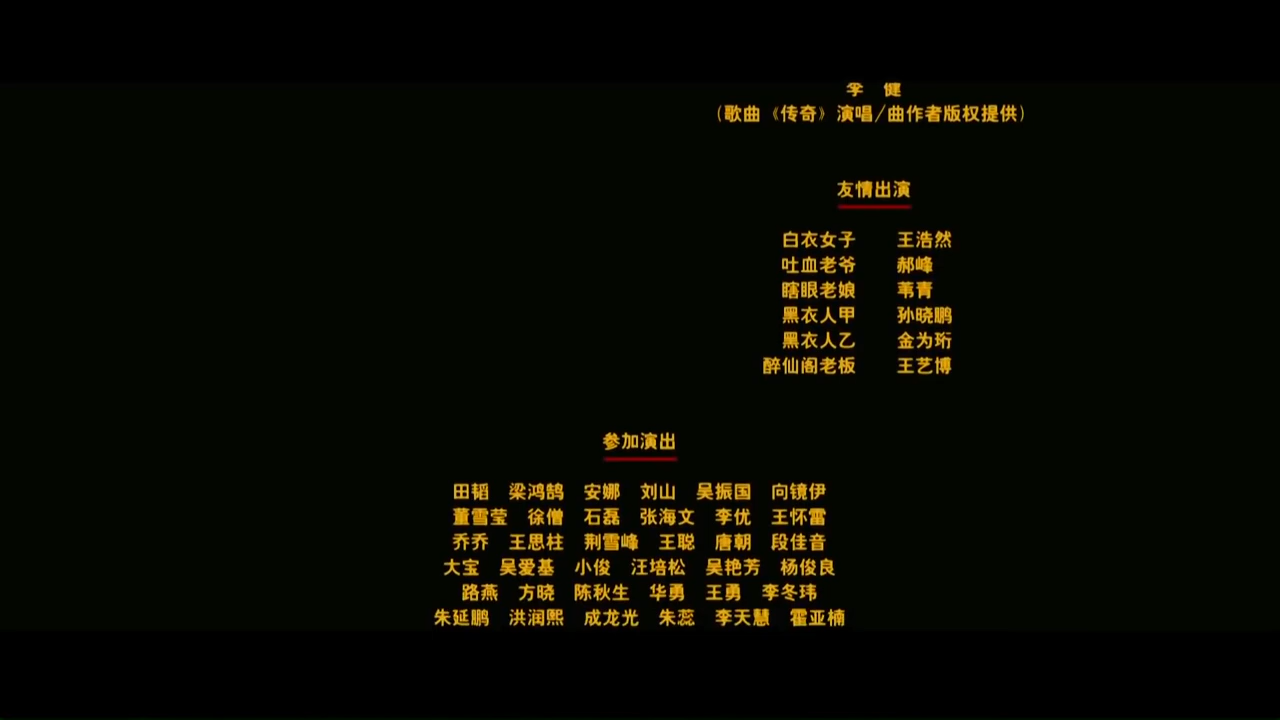 李 健
(歌曲《传奇》演唱/曲作者版权提供)
友情出演
白衣女子 王浩然
吐血老爷 郝峰
瞎眼老娘 苇青
黑衣人甲 孙晓鹏
黑衣人乙 金为珩
醉仙阁老板 王艺博
参加演出
田韬 梁鸿鹄 安娜 刘山 吴振国 向镜伊
董雪莹 徐僧 石磊 张海文 李优 王怀雷
乔乔 王思柱 荆雪峰 王聪 唐朝 段佳音
大宝 吴爱基 小俊 汪培松 吴艳芳 杨俊良
路燕 方晓 陈秋生 华勇 王勇 李冬玮
朱延鹏 洪润熙 成龙光 朱蕊 李天慧 霍亚楠